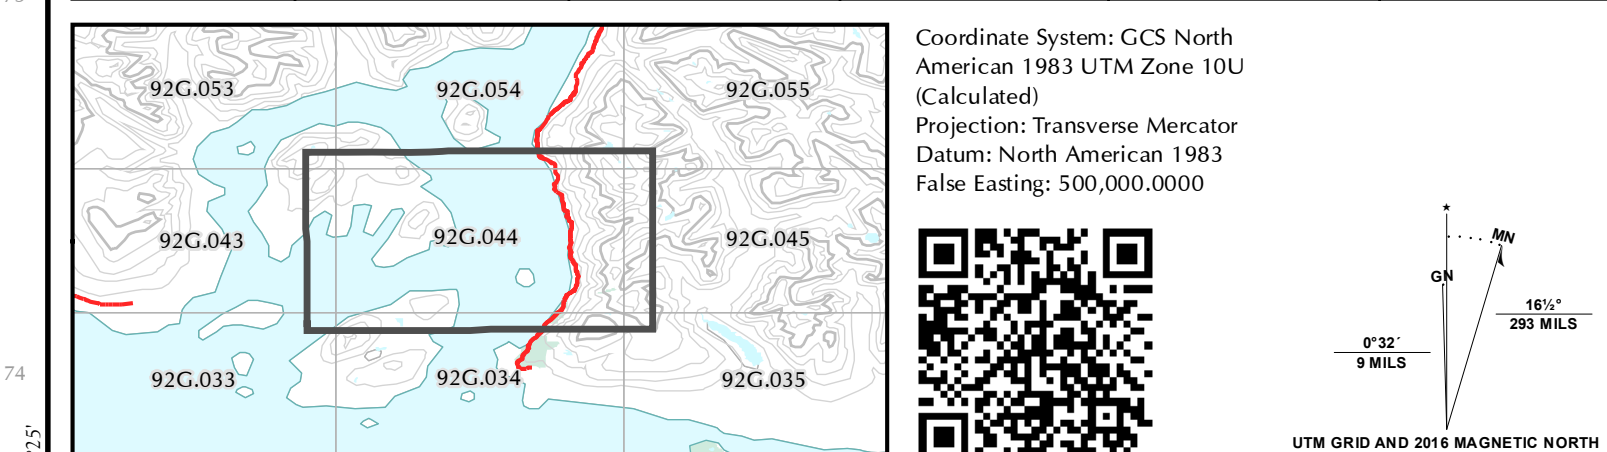 92G.053
92G.054
92G.055
92G.043
92G.044
92G.045
92G.033
92G.034
92G.035
74
25'
Coordinate System: GCS North
American 1983 UTM Zone 10U
(Calculated)
Projection: Transverse Mercator
Datum: North American 1983
False Easting: 500,000.0000
MN
GN
16½°
293 MILS
0°32´
9 MILS
UTM GRID AND 2016 MAGNETIC NORTH